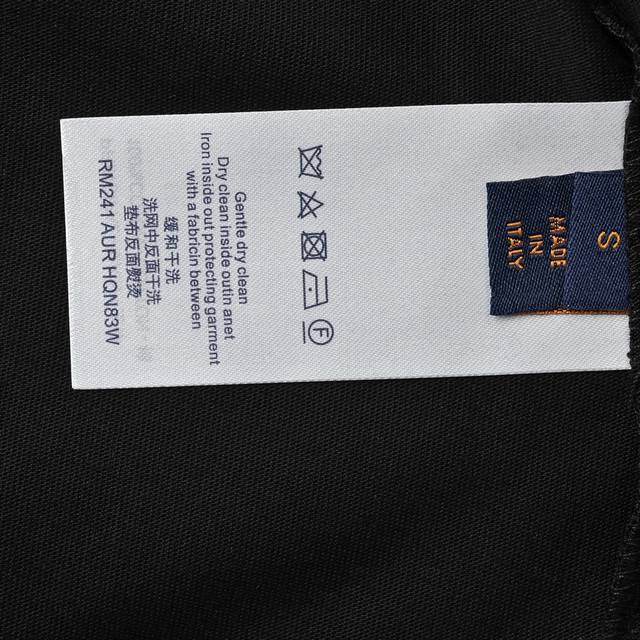 Gentle dry clean
Dry clean inside outin anet
Iron inside out protecting garment
with a fabricin between
缓和干洗
洗网中反面干洗
垫布反面熨烫
RM241 AUR HQN83W
F
S
MADE
IN
ITALY